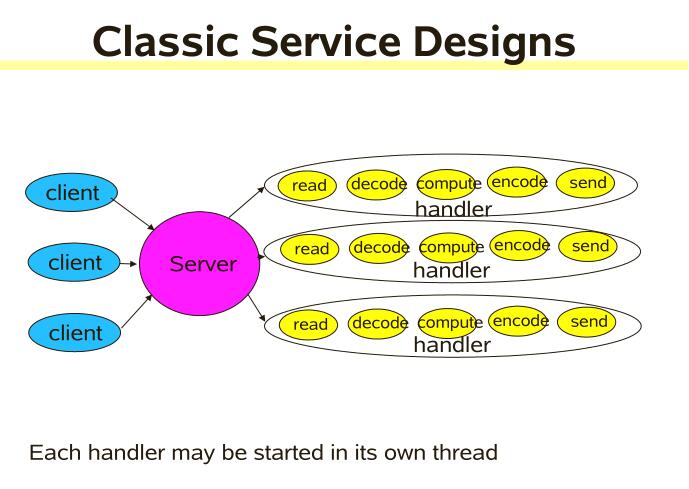 Classic Service Designs
client
client
client
Server
read decode compute encode send
handler
read decode compute encode send
handler
read decode compute encode send
handler
Each handler may be started in its own thread